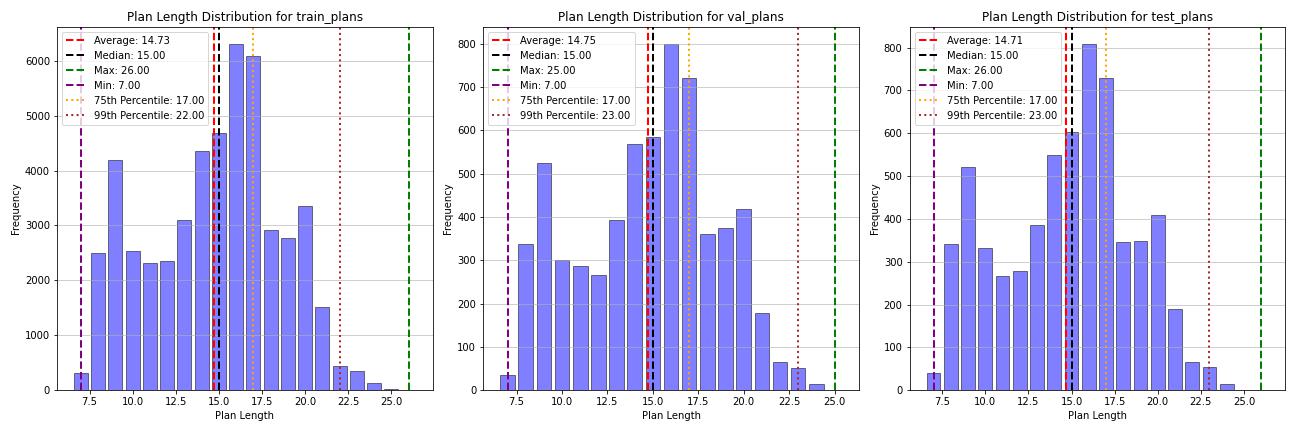 Plan Length Distribution for train_plans
Average: 14.73
Median: 15.00
Max: 26.00
Min: 7.00
75th Percentile: 17.00
99th Percentile: 22.00
Frequency
6000
5000
4000
3000
2000
1000
0
7.5 10.0 12.5 15.0 17.5 20.0 22.5 25.0
Plan Length
Plan Length Distribution for val_plans
Average: 14.75
Median: 15.00
Max: 25.00
Min: 7.00
75th Percentile: 17.00
99th Percentile: 23.00
Frequency
800
700
600
500
400
300
200
100
0
7.5 10.0 12.5 15.0 17.5 20.0 22.5 25.0
Plan Length
Plan Length Distribution for test_plans
Average: 14.71
Median: 15.00
Max: 26.00
Min: 7.00
75th Percentile: 17.00
99th Percentile: 23.00
Frequency
800
700
600
500
400
300
200
100
0
7.5 10.0 12.5 15.0 17.5 20.0 22.5 25.0
Plan Length